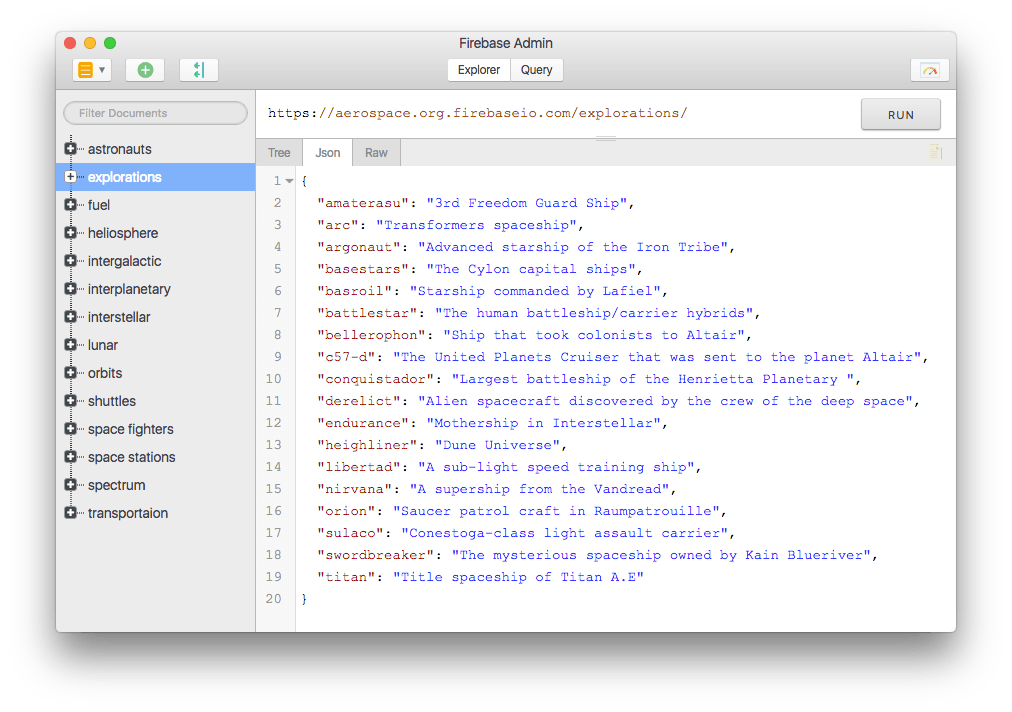 Firebase Admin
Explorer Query
Filter Documents
astronauts
explorations
fuel
heliosphere
intergalactic
interplanetary
interstellar
lunar
orbits
shuttles
space fighters
space stations
spectrum
transportaion
https://aerospace.org.firebaseio.com/explorations/
RUN
Tree Json Raw
1 {
2 "amaterasu": "3rd Freedom Guard Ship",
3 "arc": "Transformers spaceship",
4 "argonaut": "Advanced starship of the Iron Tribe",
5 "basestars": "The Cylon capital ships",
6 "basroil": "Starship commanded by Lafiel",
7 "battlestar": "The human battleship/carrier hybrids",
8 "bellerophon": "Ship that took colonists to Altair",
9 "c57-d": "The United Planets Cruiser that was sent to the planet Altair",
10 "conquistador": "Largest battleship of the Henrietta Planetary ",
11 "derelict": "Alien spacecraft discovered by the crew of the deep space",
12 "endurance": "Mothership in Interstellar",
13 "heighliner": "Dune Universe",
14 "libertad": "A sub-light speed training ship",
15 "nirvana": "A supership from the Vandread",
16 "orion": "Saucer patrol craft in Raumpatrouille",
17 "sulaco": "Conestoga-class light assault carrier",
18 "swordbreaker": "The mysterious spaceship owned by Kain Blueriver",
19 "titan": "Title spaceship of Titan A.E"
20 }